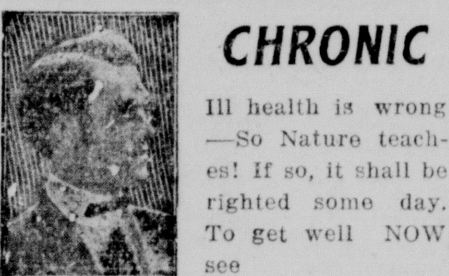 CHRONIC
Ill health is wrong
—So Nature teach-
es! If so, it shall be
righted some day.
To get well NOW
see